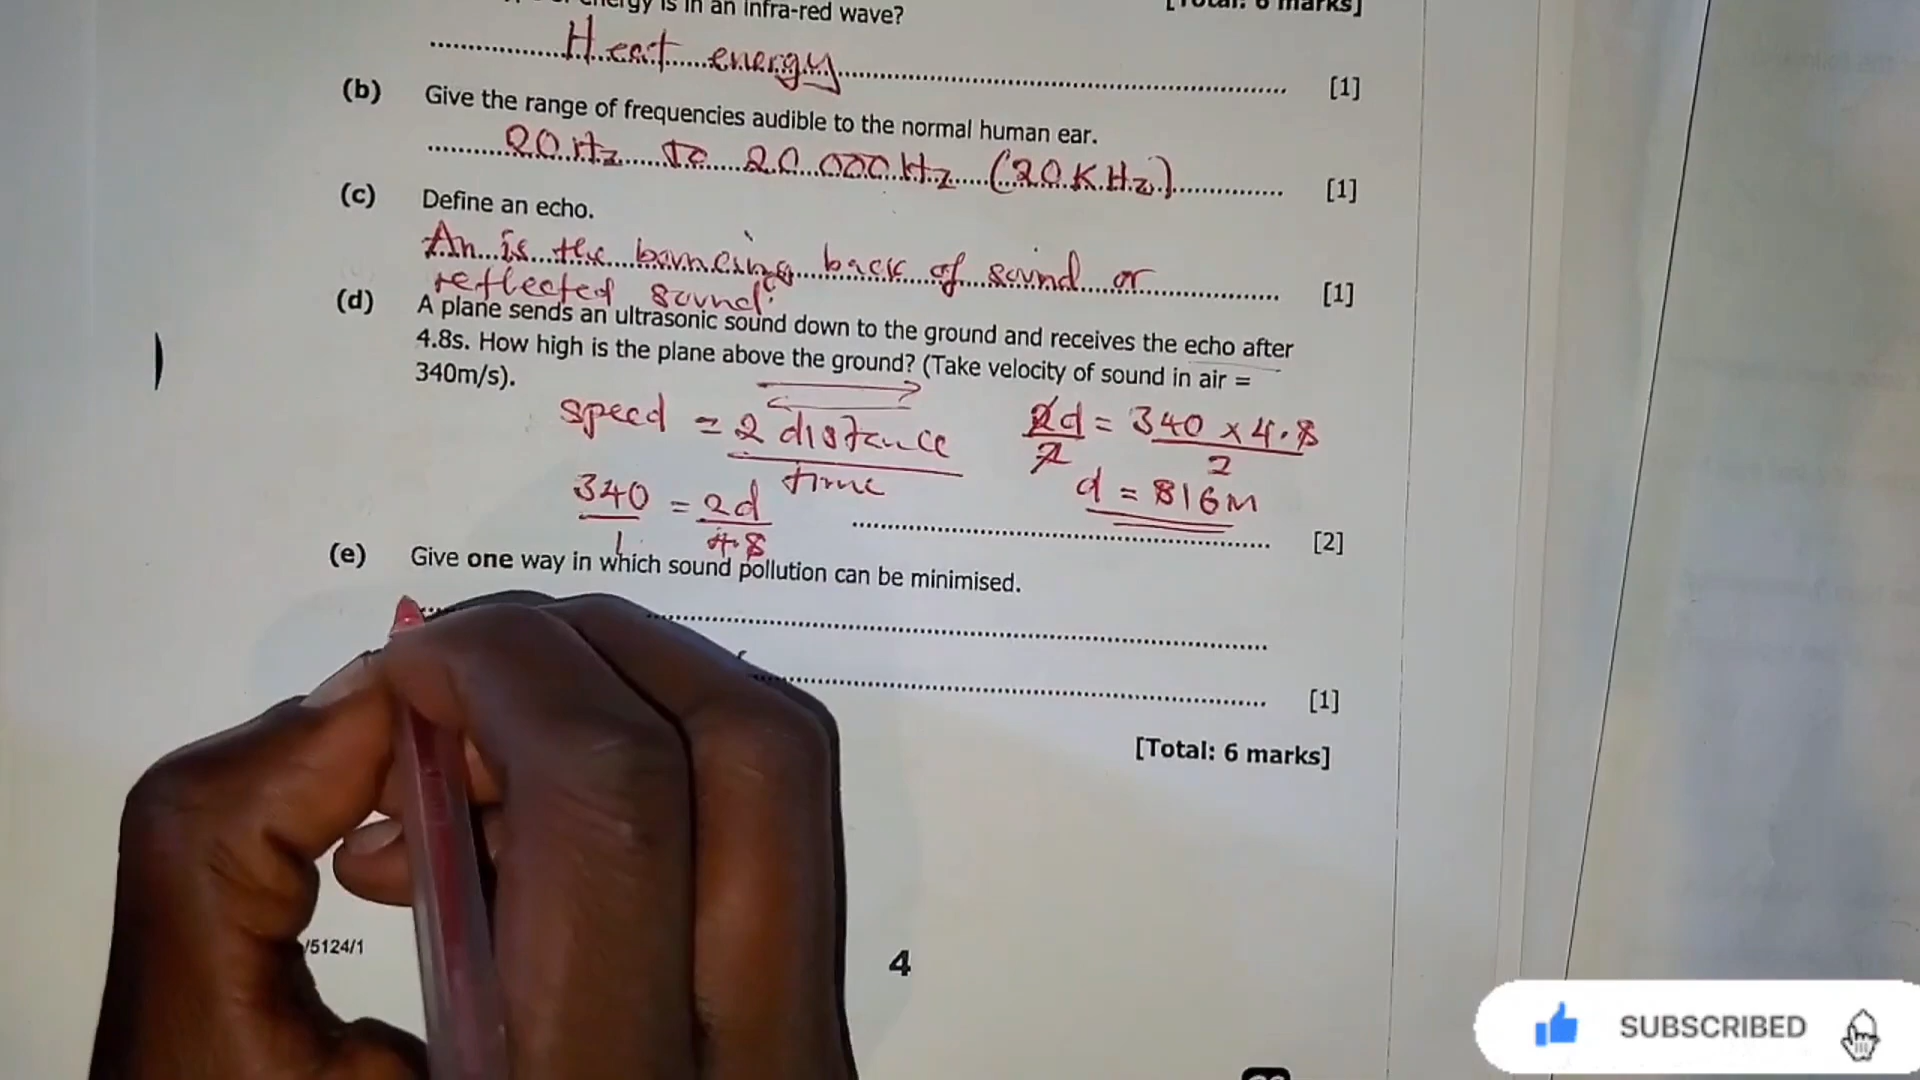 energy is in an infra-red wave?
[Total: 6 marks]
Heat energy
[1]
(b) Give the range of frequencies audible to the normal human ear.
20 Hz to 20 000 Hz (20 KHz)
[1]
(c) Define an echo.
An is the bouncing back of sound or
reflected sound.
[1]
(d) A plane sends an ultrasonic sound down to the ground and receives the echo after
4.8s. How high is the plane above the ground? (Take velocity of sound in air =
340m/s).
speed = 2 distance
time
340 = 2d
1 4.8
2d = 340 x 4.8
2 2
d = 816m
[2]
(e) Give one way in which sound pollution can be minimised.
[1]
[Total: 6 marks]
/5124/1
4
SUBSCRIBED